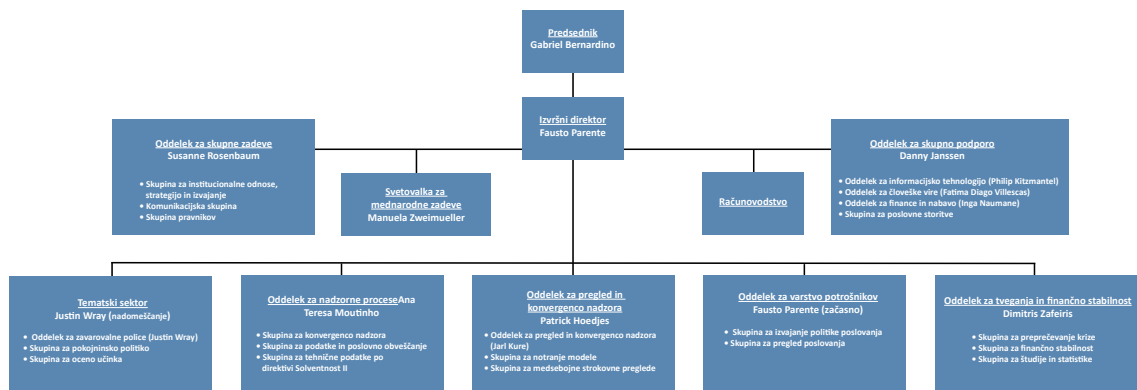 Predsednik
Gabriel Bernardino
Izvršni direktor
Fausto Parente
Oddelek za skupne zadeve
Susanne Rosenbaum
• Skupina za institucionalne odnose,
strategijo in izvajanje
• Komunikacijska skupina
• Skupina pravnikov
Svetovalka za
mednarodne zadeve
Manuela Zweimueller
Računovodstvo
Oddelek za skupno podporo
Danny Janssen
• Oddelek za informacijsko tehnologijo (Philip Kitzmantel)
• Oddelek za človeške vire (Fatima Diago Villescas)
• Oddelek za finance in nabavo (Inga Naumane)
• Skupina za poslovne storitve
Tematski sektor
Justin Wray (nadomeščanje)
• Oddelek za zavarovalne police (Justin Wray)
• Skupina za pokojninsko politiko
• Skupina za oceno učinka
Oddelek za nadzorne proceseAna
Teresa Moutinho
• Skupina za konvergenco nadzora
• Skupina za podatke in poslovno obveščanje
• Skupina za tehnične podatke po
direktivi Solventnost II
Oddelek za pregled in
konvergenco nadzora
Patrick Hoedjes
• Oddelek za pregled in konvergenco nadzora
(Jarl Kure)
• Skupina za notranje modele
• Skupina za medsebojne strokovne preglede
Oddelek za varstvo potrošnikov
Fausto Parente (začasno)
• Skupina za izvajanje politike poslovanja
• Skupina za pregled poslovanja
Oddelek za tveganja in finančno stabilnost
Dimitris Zafeiris
• Skupina za preprečevanje krize
• Skupina za finančno stabilnost
• Skupina za študije in statistike